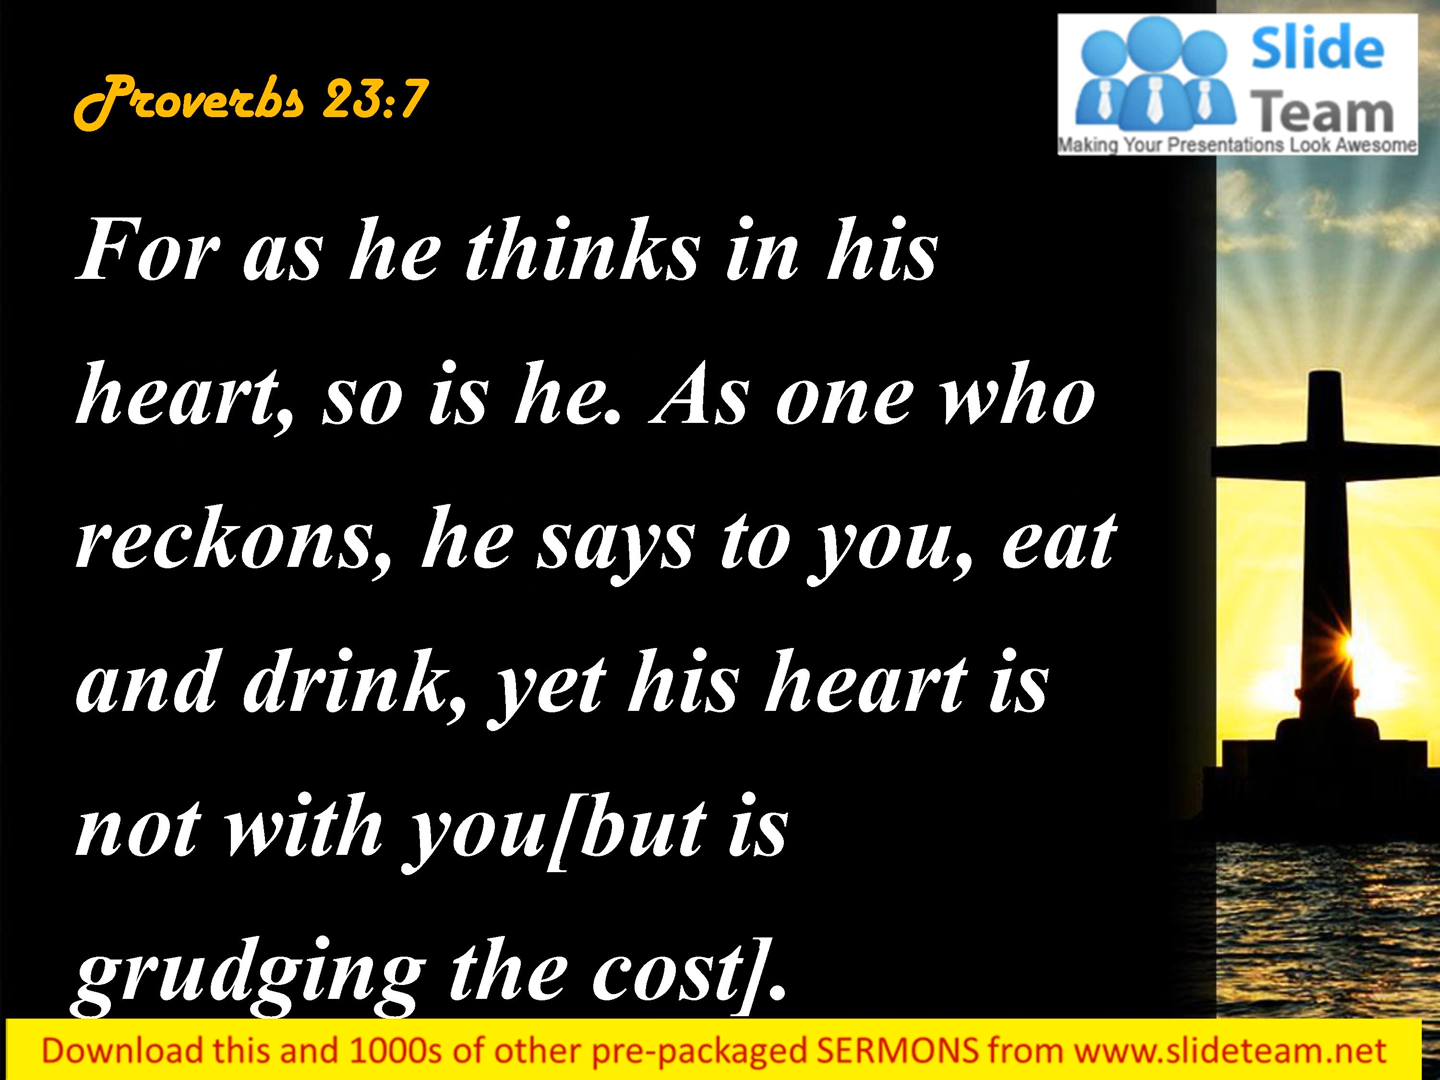 Proverbs 23:7
Slide
Team
Making Your Presentations Look Awesome
For as he thinks in his
heart, so is he. As one who
reckons, he says to you, eat
and drink, yet his heart is
not with you[but is
grudging the cost].
Download this and 1000s of other pre-packaged SERMONS from www.slideteam.net